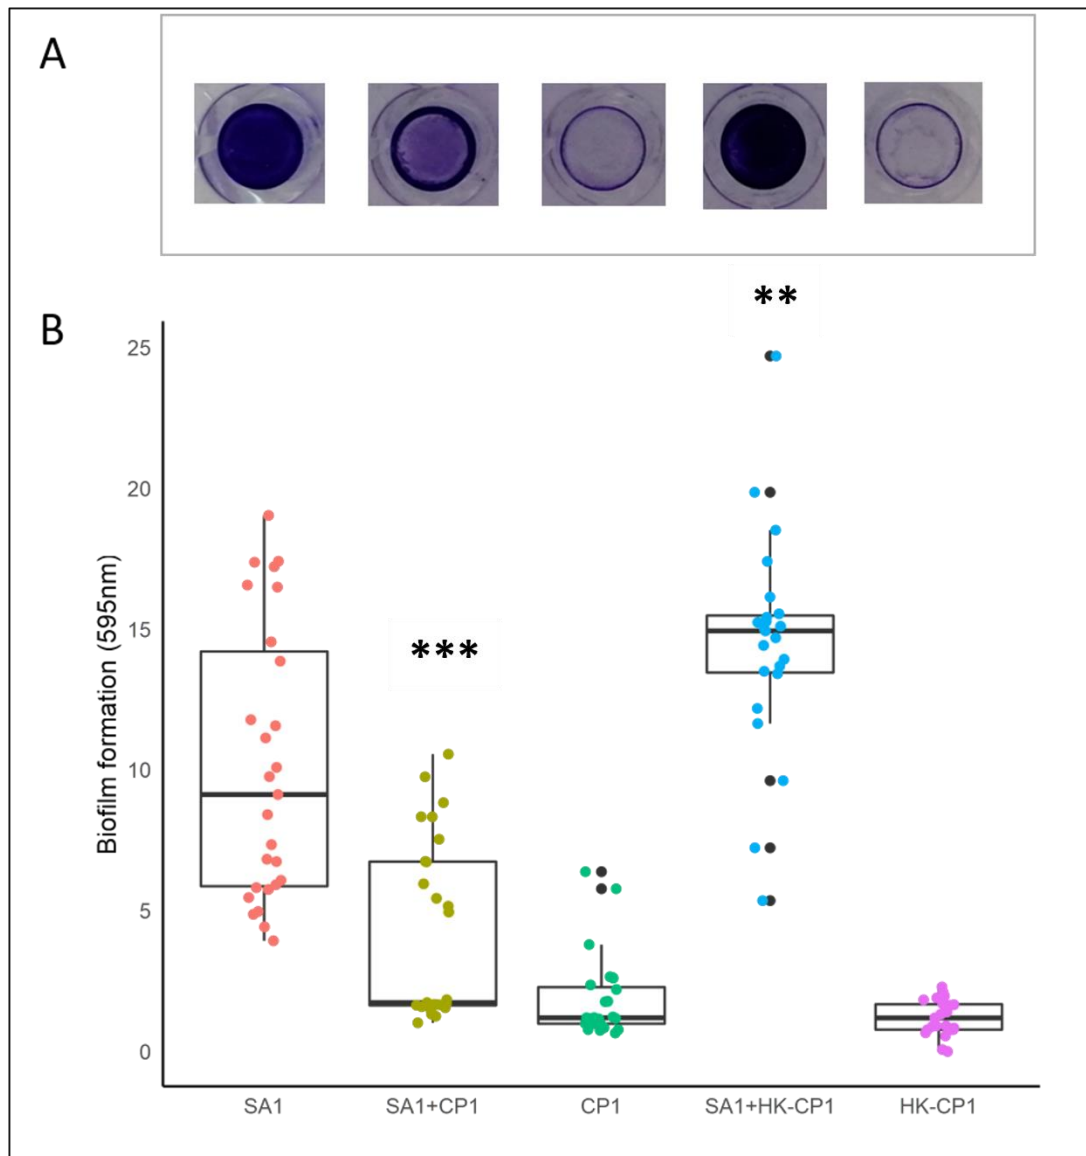 A
**
B
25
20
15
10
5
0
Biofilm formation (595nm)
***
SA1
SA1+CP1
CP1
SA1+HK-CP1
HK-CP1